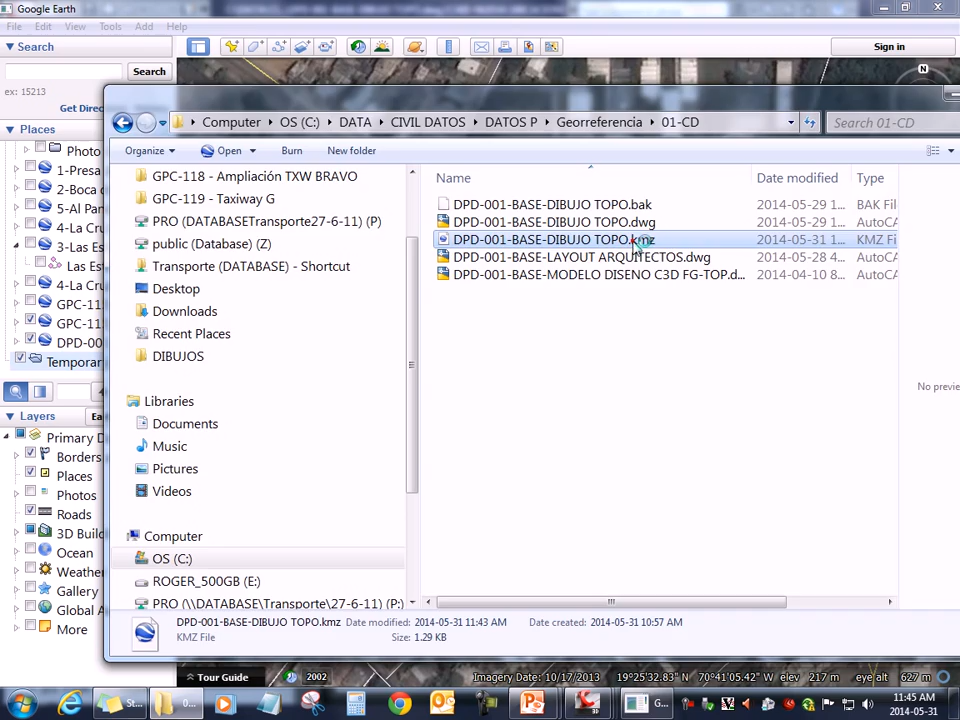 Google Earth
File Edit View Tools Add Help
Search
Search
Sign in
ex: 15213
N
Get Direc
Computer OS (C:) DATA CIVIL DATOS DATOS P Georreferencia 01-CD
Search 01-CD
Places
Organize Open Burn New folder
Photo
1-Presa
2-Boca
5-Al Pan
3-Las
Las Es
4-La Cru
GPC-11
GPC-11
DPD-00
Temporar
GPC-118 - Ampliación TXW BRAVO
GPC-119 - Taxiway G
PRO (DATABASETransporte27-6-11) (P)
public (Database) (Z)
Transporte (DATABASE) - Shortcut
Desktop
Downloads
Recent Places
DIBUJOS
Libraries
Documents
Music
Pictures
Videos
Computer
OS (C:)
ROGER_500GB (E:)
PRO (\\DATABASE\Transporte\27-6-11) (P:)
Name Date modified Type
DPD-001-BASE-DIBUJO TOPO.bak 2014-05-29 1... BAK File
DPD-001-BASE-DIBUJO TOPO.dwg 2014-05-29 1... AutoCA
DPD-001-BASE-DIBUJO TOPO.kmz 2014-05-31 1... KMZ Fi
DPD-001-BASE-LAYOUT ARQUITECTOS.dwg 2014-05-28 4... AutoCA
DPD-001-BASE-MODELO DISENO C3D FG-TOP.d... 2014-04-10 8... AutoCA
No previe
Layers
Ea
Primary D
Borders
Places
Photos
Roads
3D Build
Ocean
Weather
Gallery
Global A
More
DPD-001-BASE-DIBUJO TOPO.kmz Date modified: 2014-05-31 11:43 AM Date created: 2014-05-31 10:57 AM
KMZ File Size: 1.29 KB
Tour Guide 2002 Imagery Date: 10/17/2013 19°25'32.83" N 70°41'05.42" W elev 217 m eye alt 627 m
St...
0...
G...
11:45 AM
2014-05-31